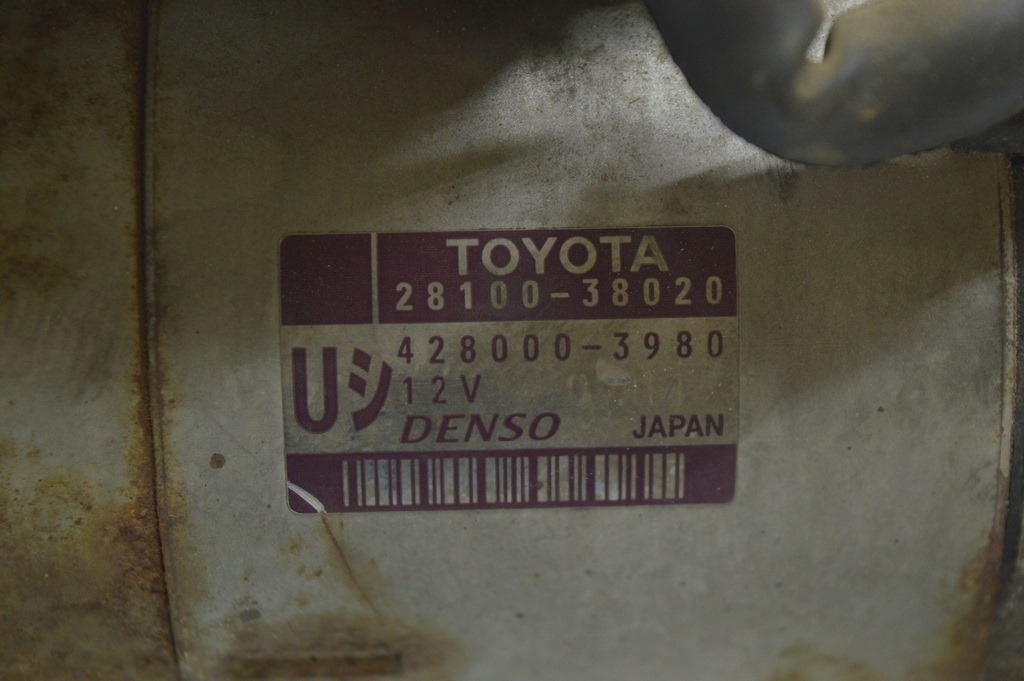 TOYOTA
28100-38020
Uシ
428000-3980
12V
DENSO JAPAN